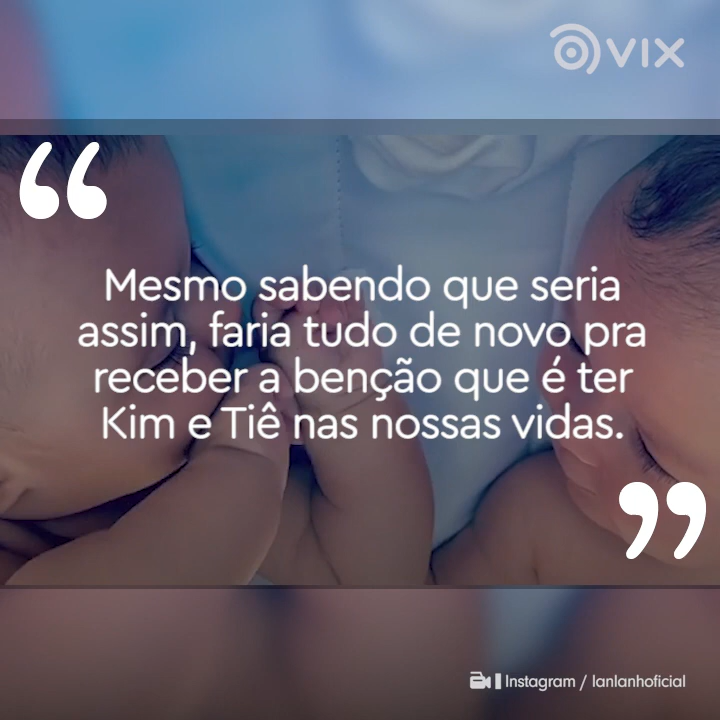 VIX
“
Mesmo sabendo que seria
assim, faria tudo de novo pra
receber a benção que é ter
Kim e Tiê nas nossas vidas.
”
Instagram / lanlanhoficial